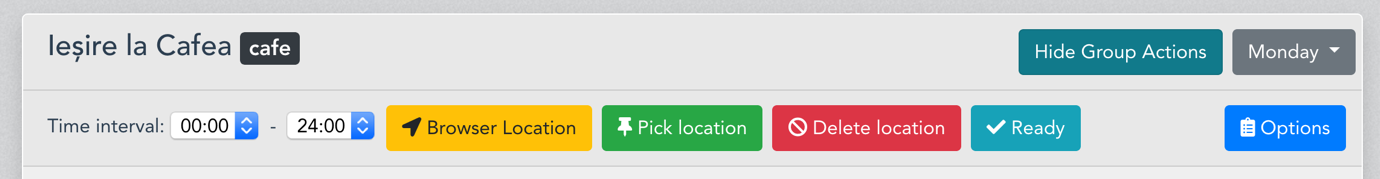 Ieșire la Cafea cafe Hide Group Actions Monday
Time interval: 00:00 - 24:00 Browser Location Pick location Delete location Ready Options